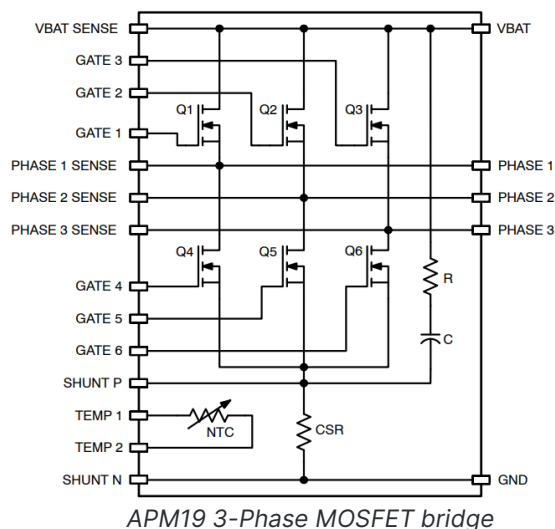 VBAT SENSE
VBAT
GATE 3
GATE 2
Q1
Q2
Q3
GATE 1
PHASE 1 SENSE
PHASE 1
PHASE 2 SENSE
PHASE 2
PHASE 3 SENSE
PHASE 3
Q4
Q5
Q6
R
GATE 4
GATE 5
C
GATE 6
SHUNT P
TEMP 1
NTC
CSR
TEMP 2
SHUNT N
GND
APM19 3-Phase MOSFET bridge